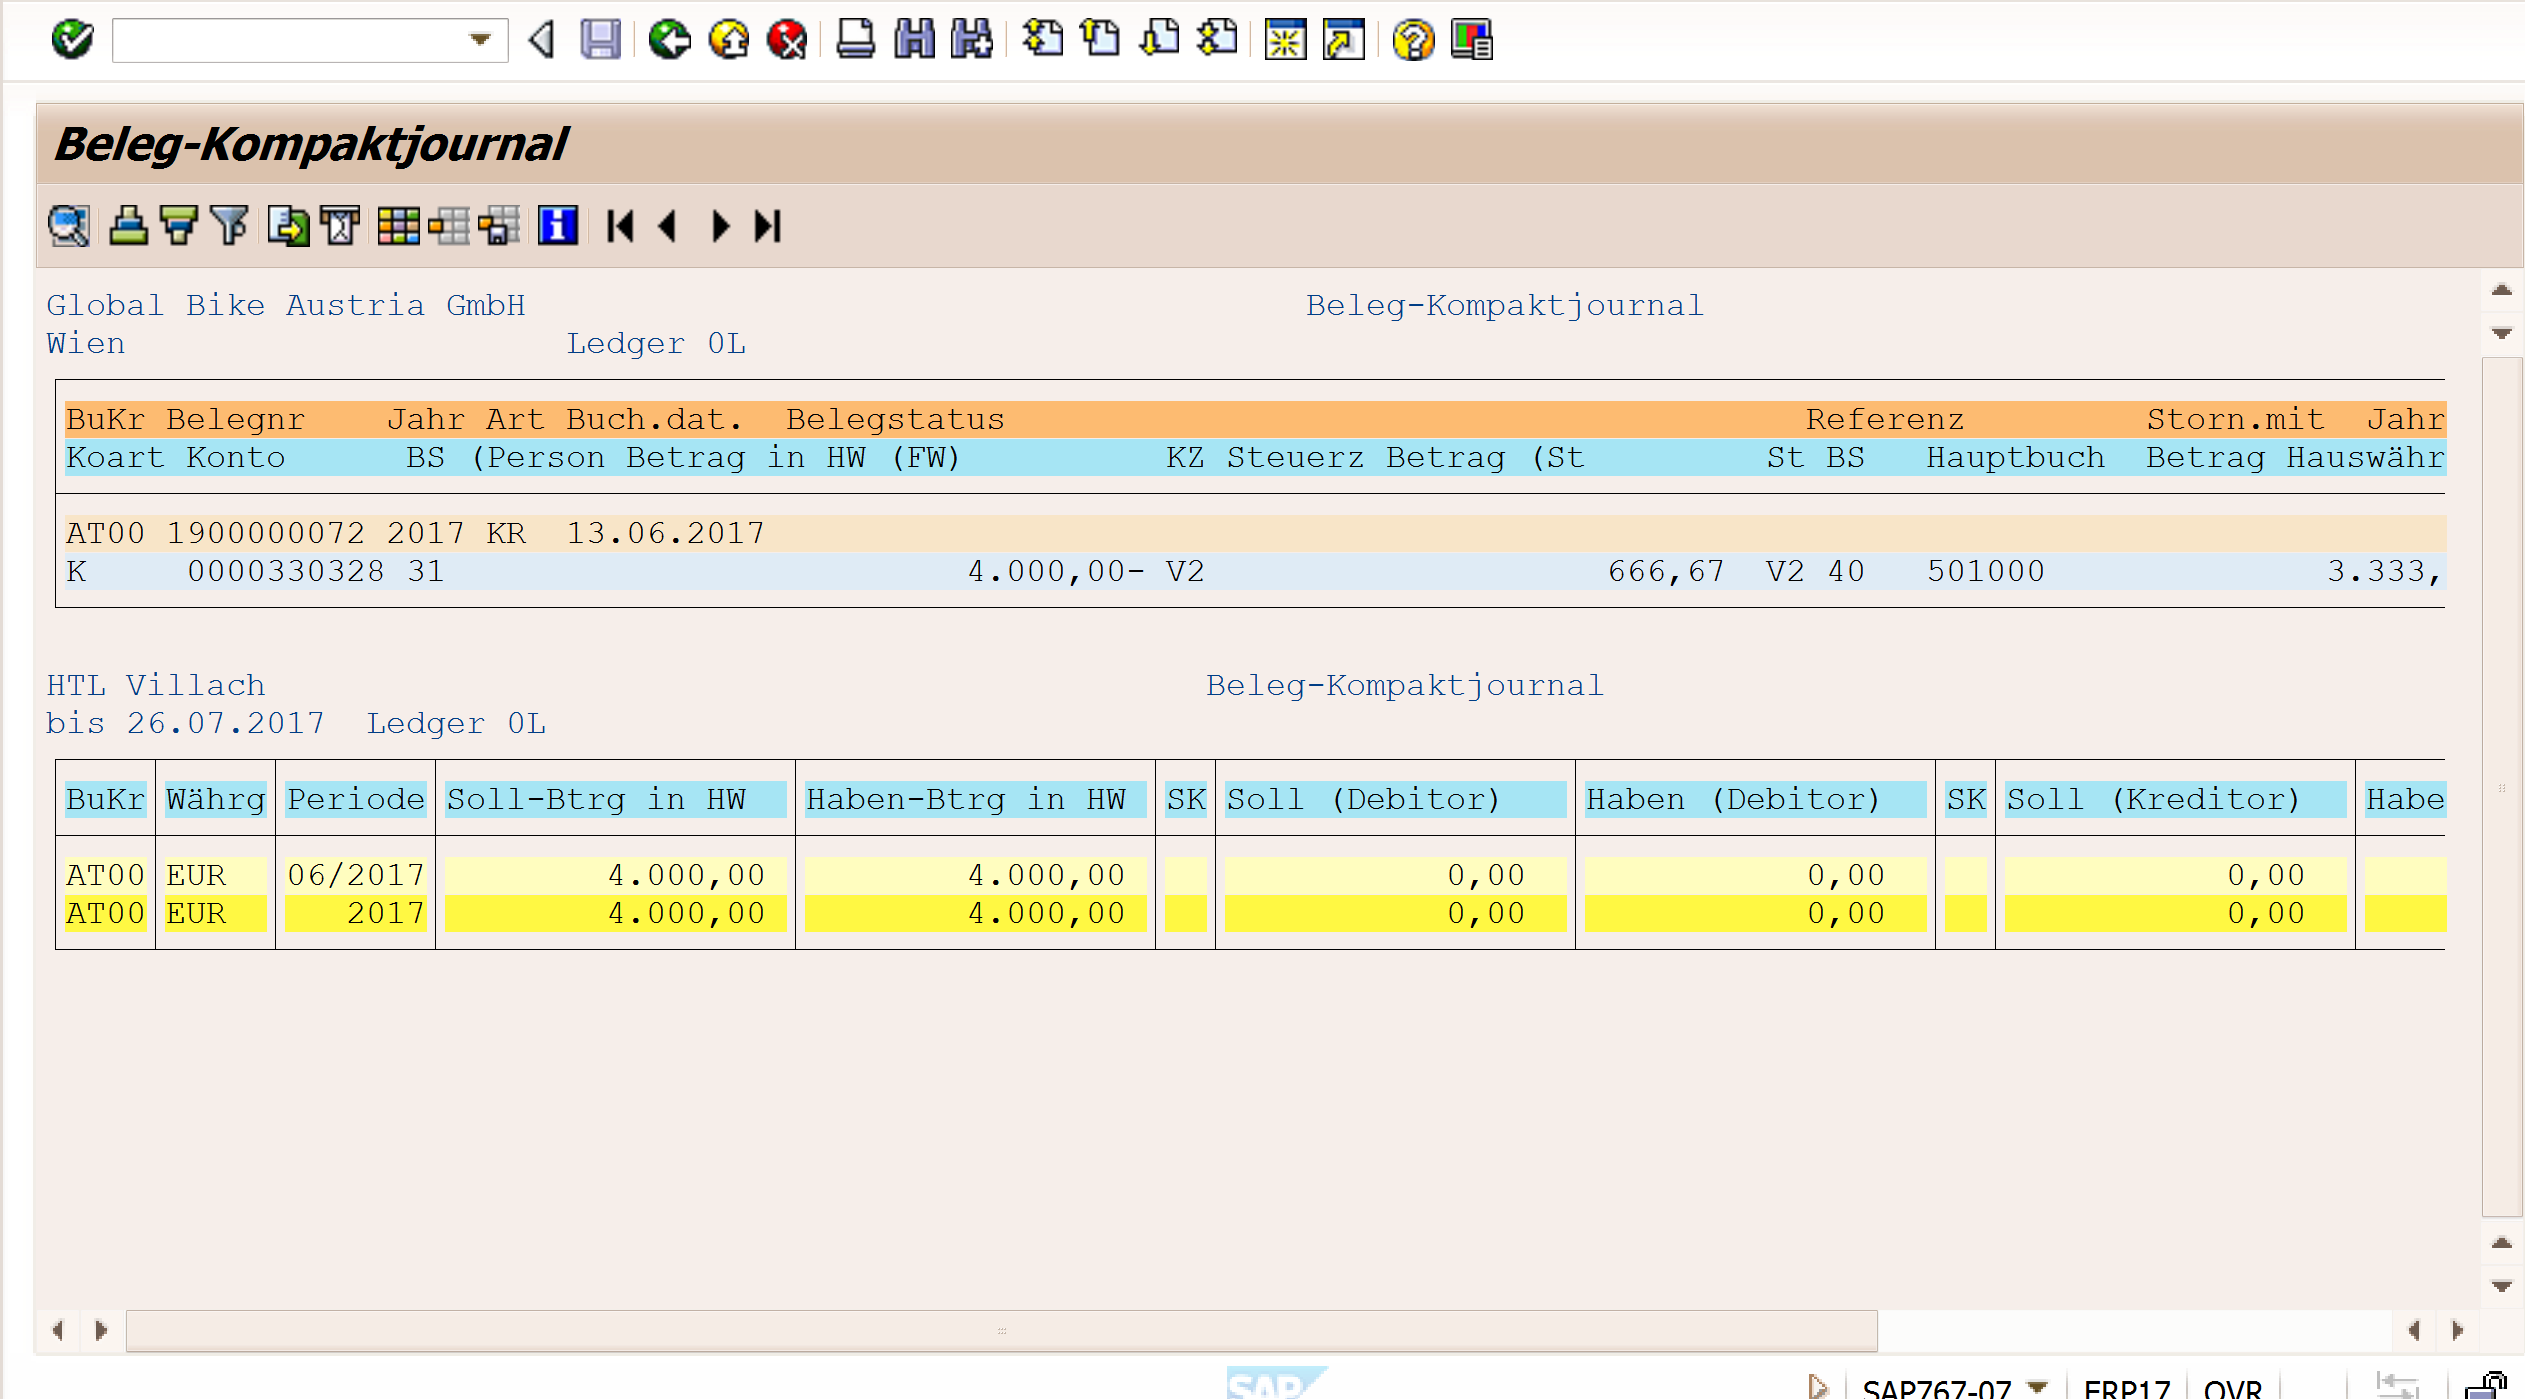 Beleg-Kompaktjournal
Global Bike Austria GmbH Beleg-Kompaktjournal
Wien Ledger 0L
BuKr Belegnr Jahr Art Buch.dat. Belegstatus Referenz Storn.mit Jahr
Koart Konto BS (Person Betrag in HW (FW) KZ Steuerz Betrag (St St BS Hauptbuch Betrag Hauswähr
AT00 1900000072 2017 KR 13.06.2017
K 0000330328 31 4.000,00- V2 666,67 V2 40 501000 3.333,
HTL Villach Beleg-Kompaktjournal
bis 26.07.2017 Ledger 0L
BuKr Währg Periode Soll-Btrg in HW Haben-Btrg in HW SK Soll (Debitor) Haben (Debitor) SK Soll (Kreditor) Habe
AT00 EUR 06/2017 4.000,00 4.000,00 0,00 0,00 0,00
AT00 EUR 2017 4.000,00 4.000,00 0,00 0,00 0,00
SAP SAP767-07 ERP17 OVR